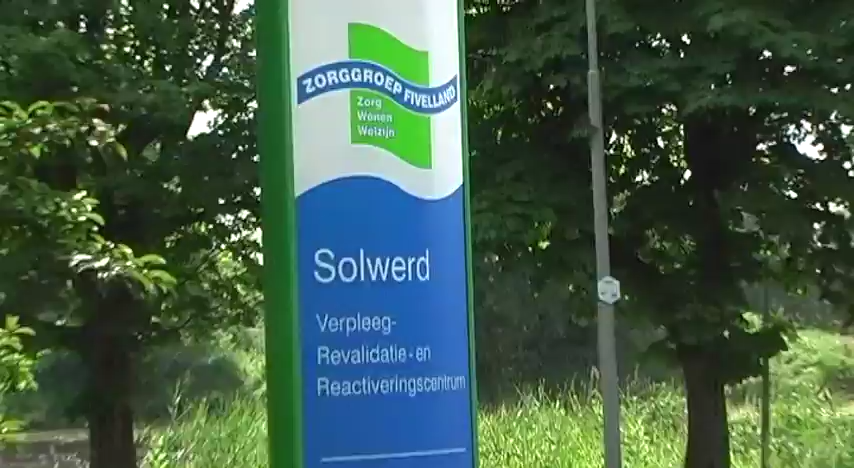 ZORGGROEP FIVELLAND
Zorg
Wonen
Welzijn
Solwerd
Verpleeg-
Revalidatie- en
Reactiveringscentrum